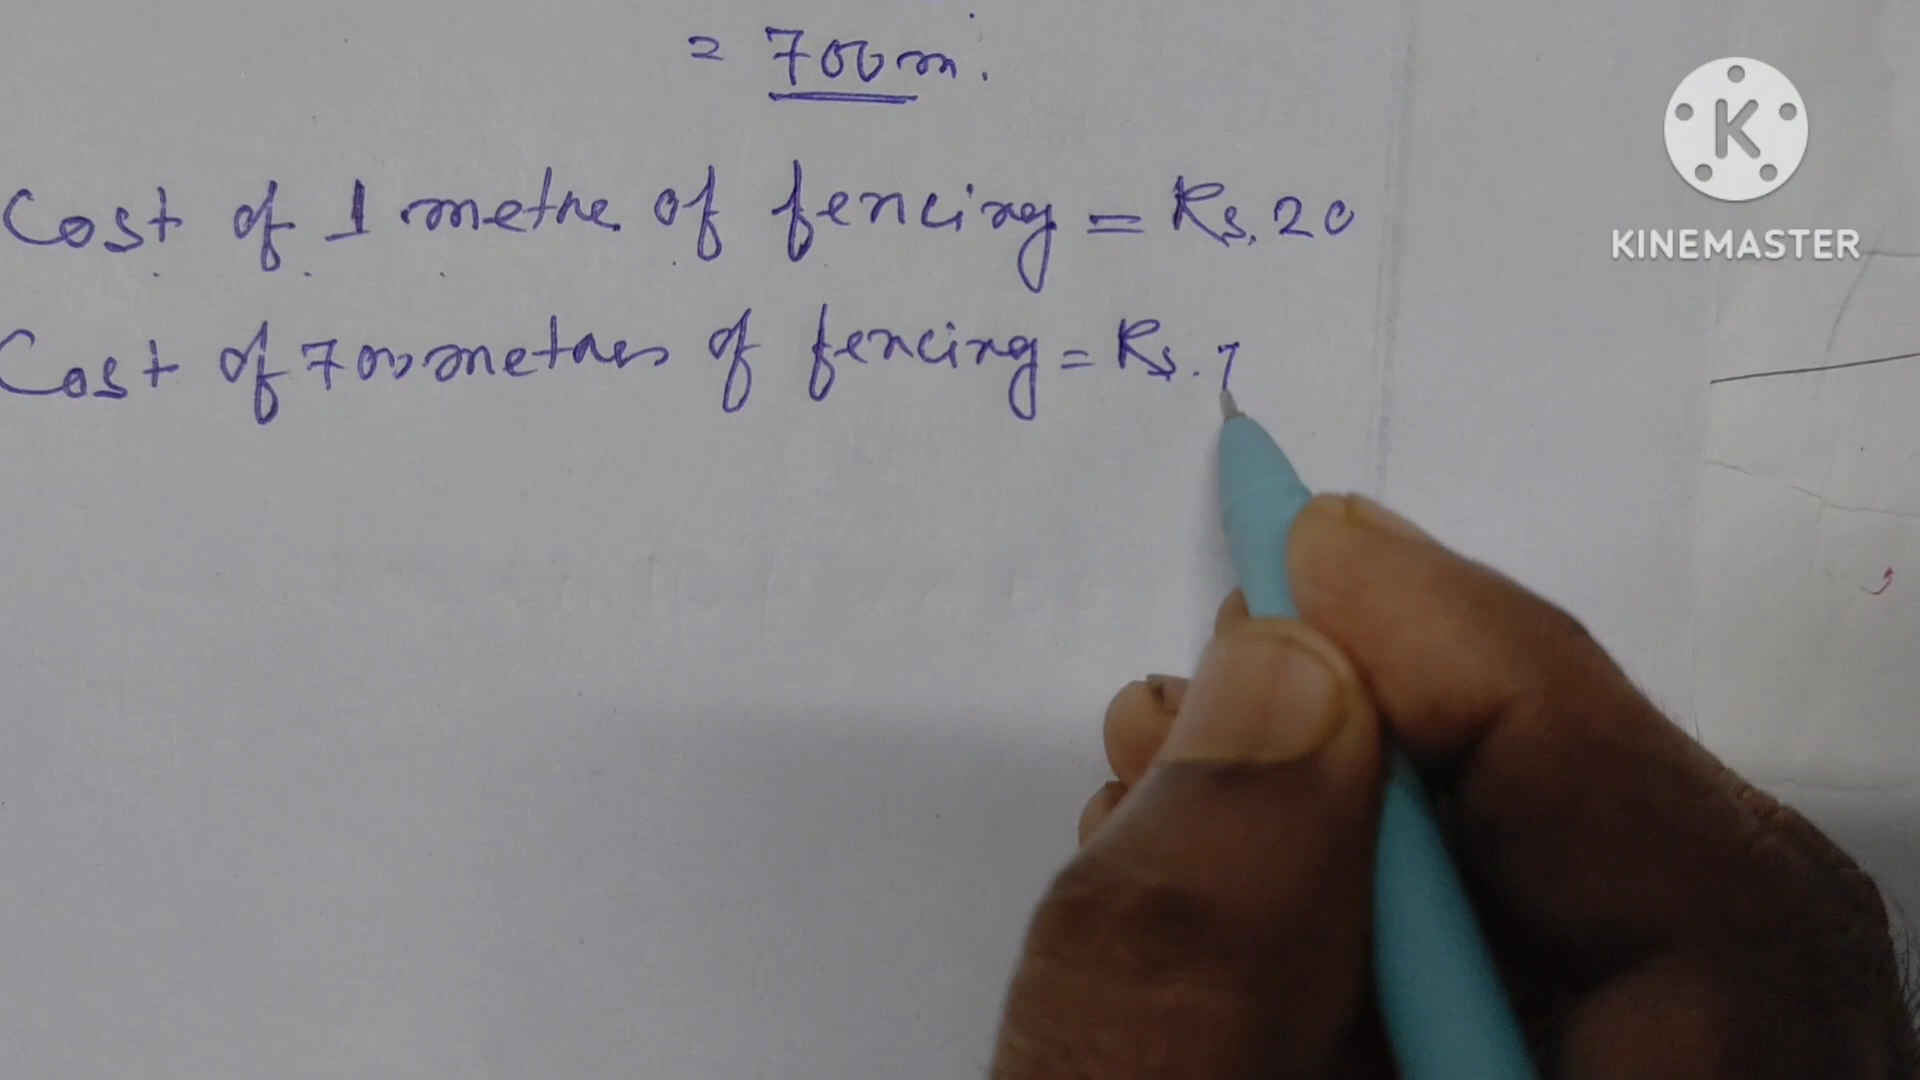 = 700m.
Cost of 1 metre of fencing = Rs. 20
Cost of 700 metres of fencing = Rs. 7
K
KINEMASTER